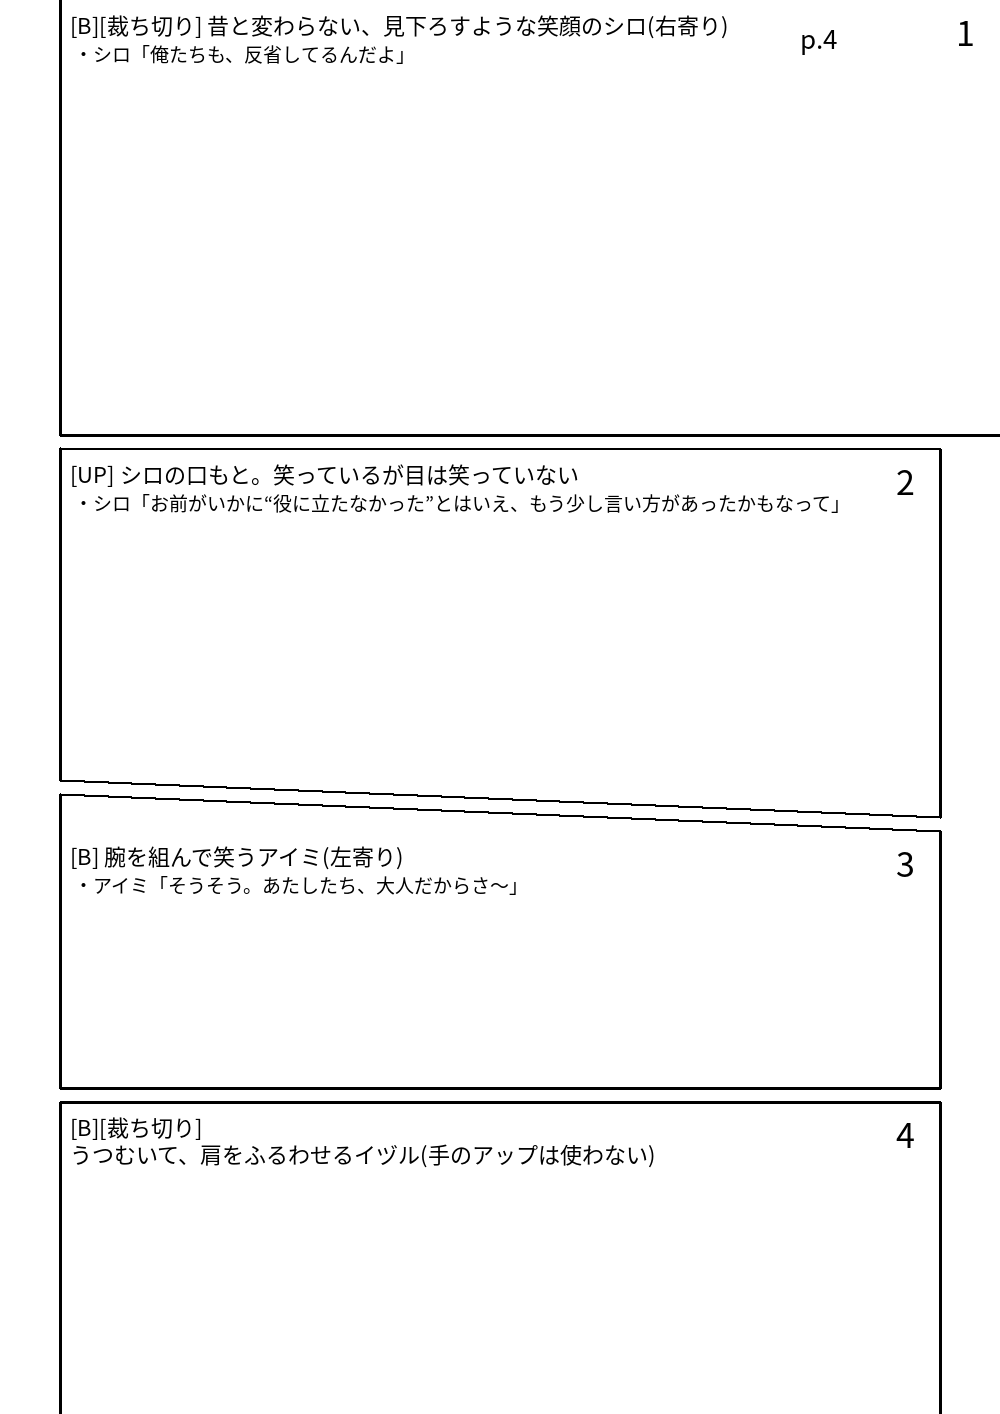 [B][裁ち切り] 昔と変わらない、見下ろすような笑顔のシロ(右寄り)
・シロ「俺たちも、反省してるんだよ」
p.4
1
[UP] シロの口もと。笑っているが目は笑っていない
・シロ「お前がいかに“役に立たなかった”とはいえ、もう少し言い方があったかもなって」
2
[B] 腕を組んで笑うアイミ(左寄り)
・アイミ「そうそう。あたしたち、大人だからさ～」
3
[B][裁ち切り]
うつむいて、肩をふるわせるイヅル(手のアップは使わない)
4